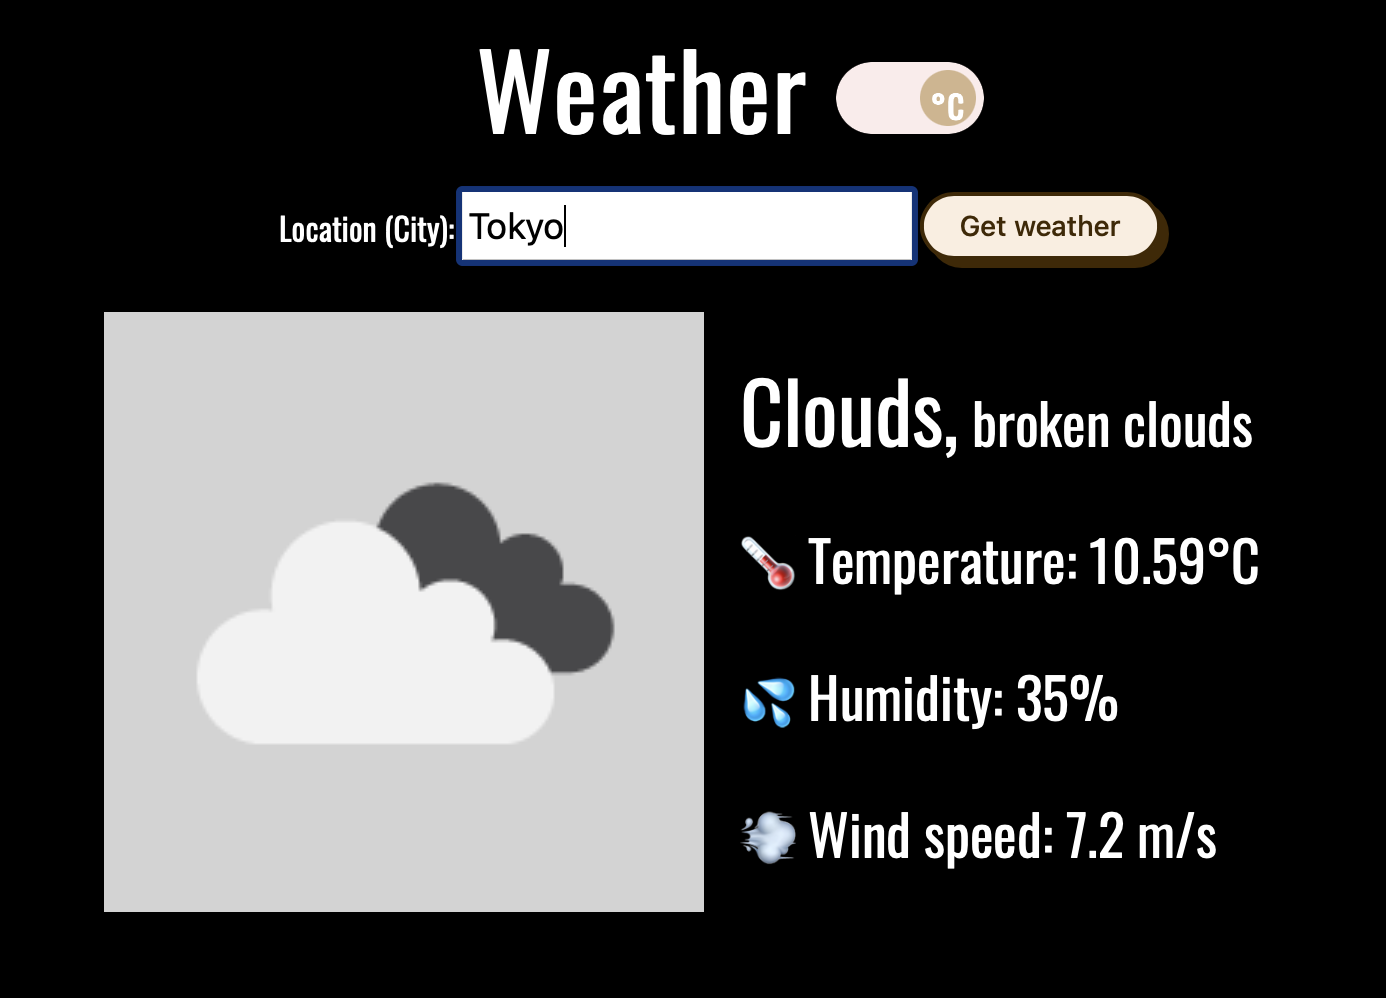 Weather °C
Location (City): Tokyo Get weather
Clouds, broken clouds
Temperature: 10.59°C
Humidity: 35%
Wind speed: 7.2 m/s